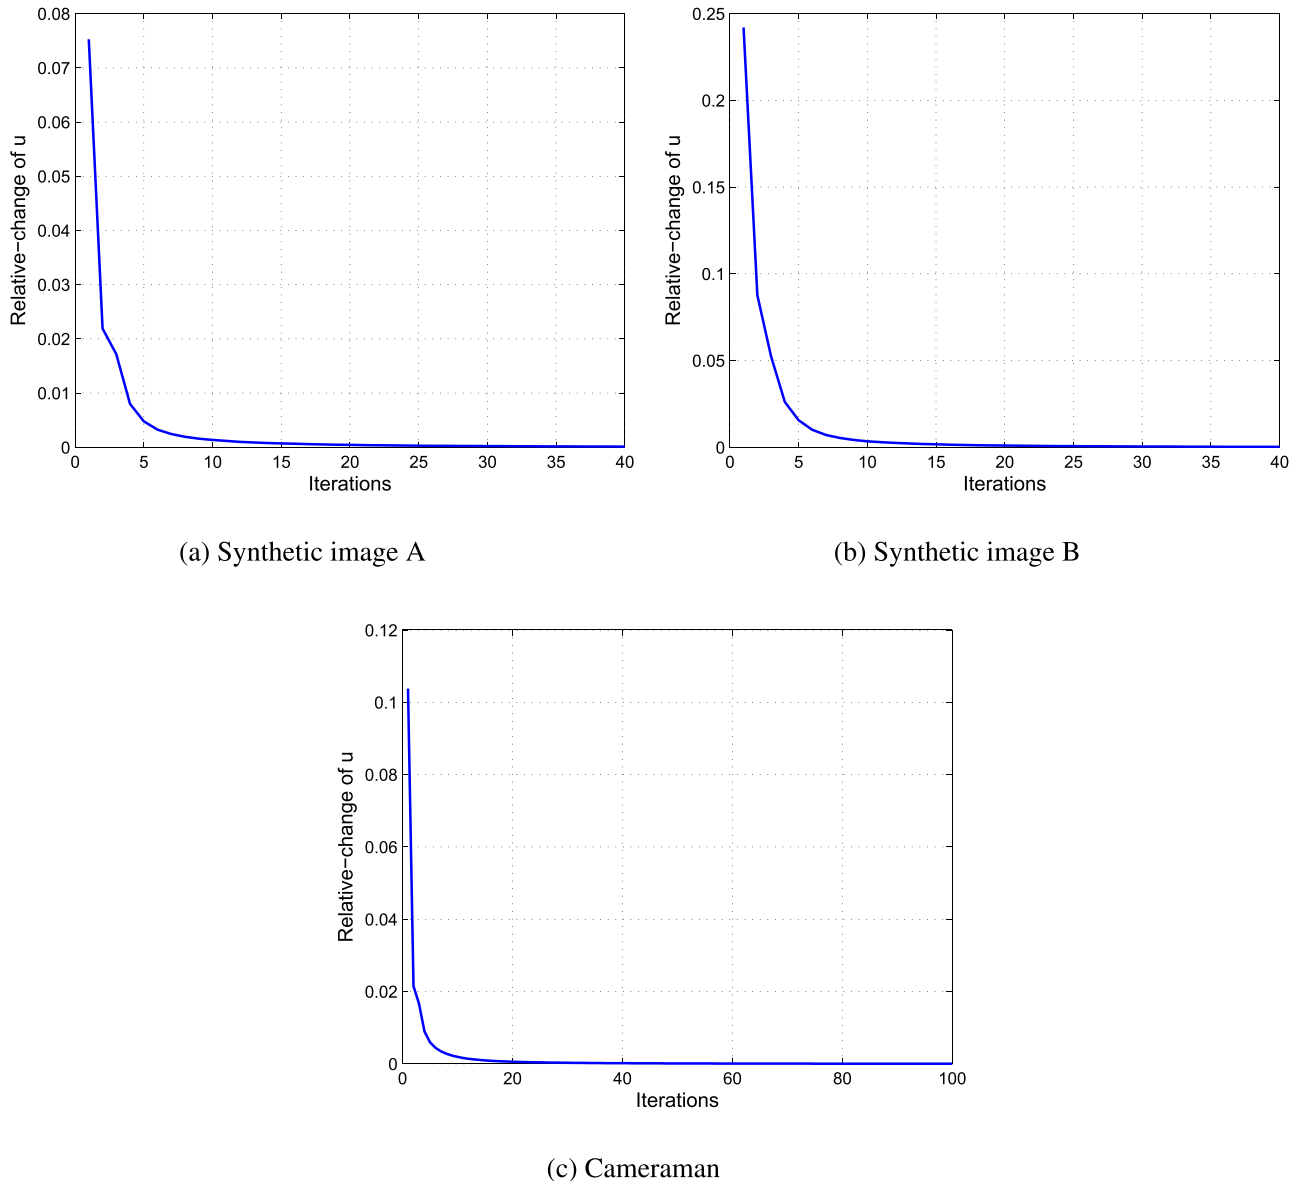 0.08
0.07
0.06
0.05
0.04
0.03
0.02
0.01
0
0 5 10 15 20 25 30 35 40
Relative−change of u
Iterations
(a) Synthetic image A
0.25
0.2
0.15
0.1
0.05
0
0 5 10 15 20 25 30 35 40
Relative−change of u
Iterations
(b) Synthetic image B
0.12
0.1
0.08
0.06
0.04
0.02
0
0 20 40 60 80 100
Relative−change of u
Iterations
(c) Cameraman